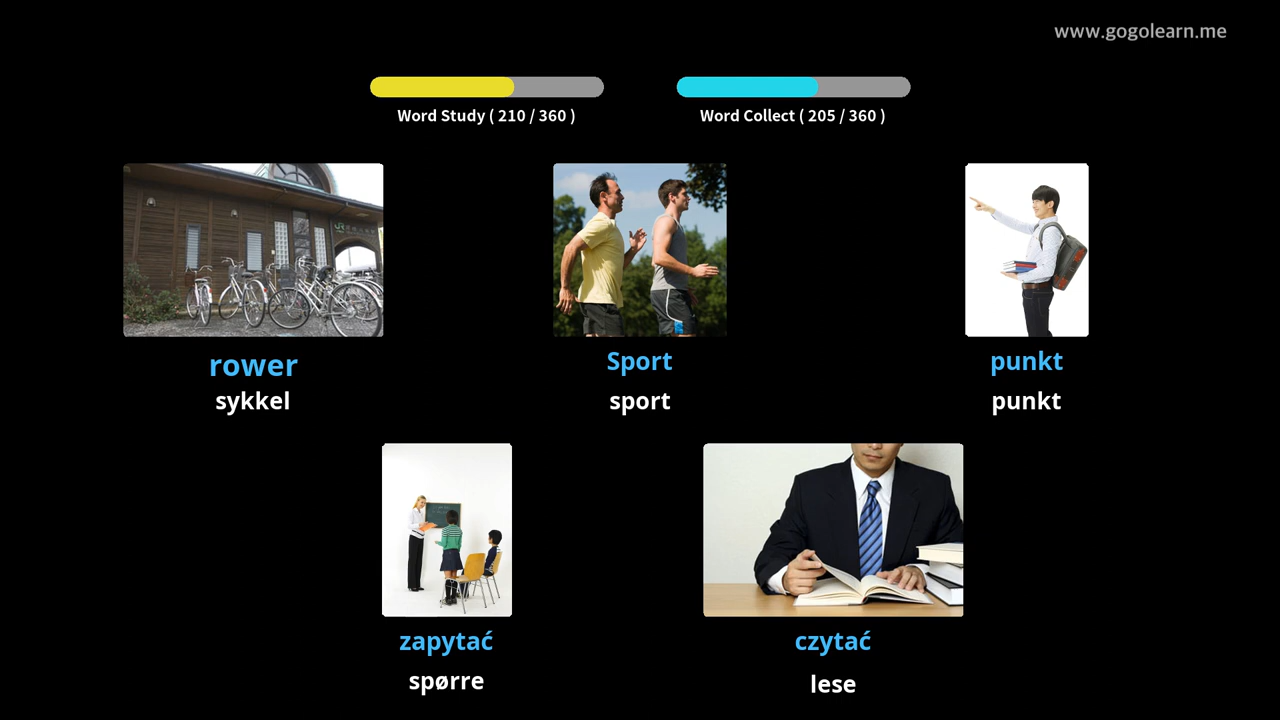 www.gogolearn.me
Word Study ( 210 / 360 )
Word Collect ( 205 / 360 )
JR
rower
Sport
punkt
sykkel
sport
punkt
zapytać
czytać
spørre
lese